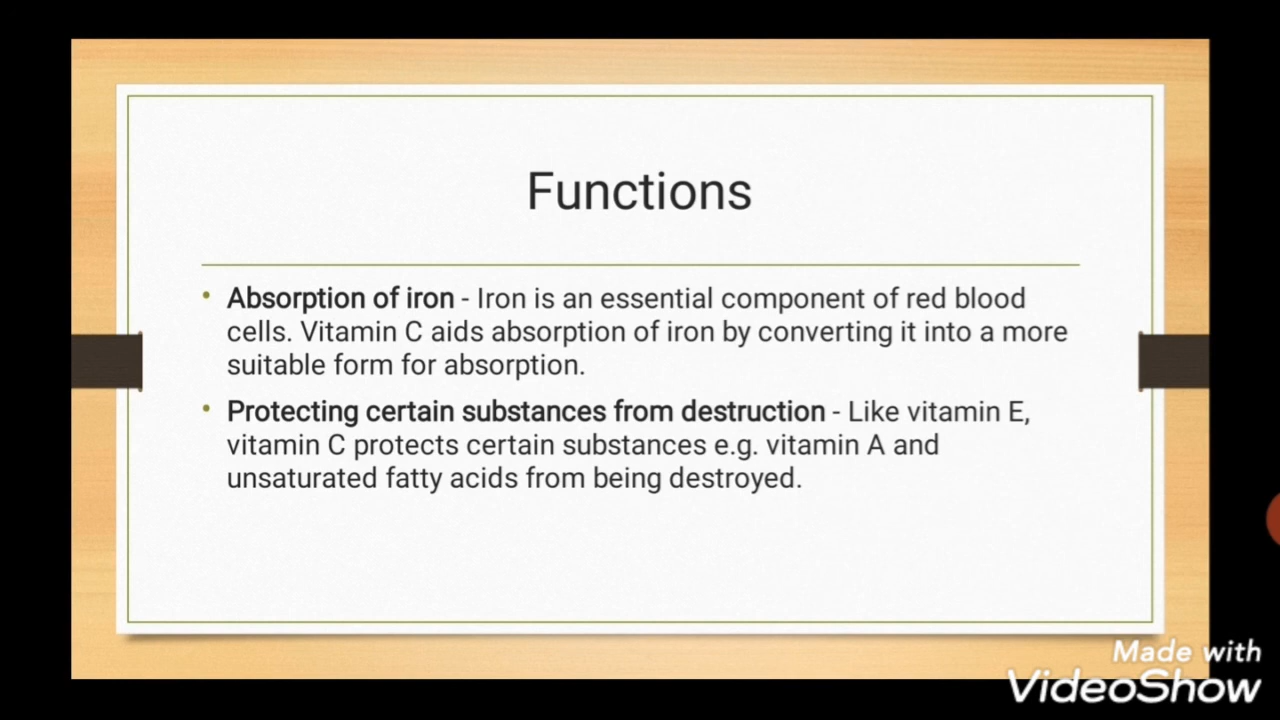 Functions
• Absorption of iron - Iron is an essential component of red blood
cells. Vitamin C aids absorption of iron by converting it into a more
suitable form for absorption.
• Protecting certain substances from destruction - Like vitamin E,
vitamin C protects certain substances e.g. vitamin A and
unsaturated fatty acids from being destroyed.
Made with
VideoShow